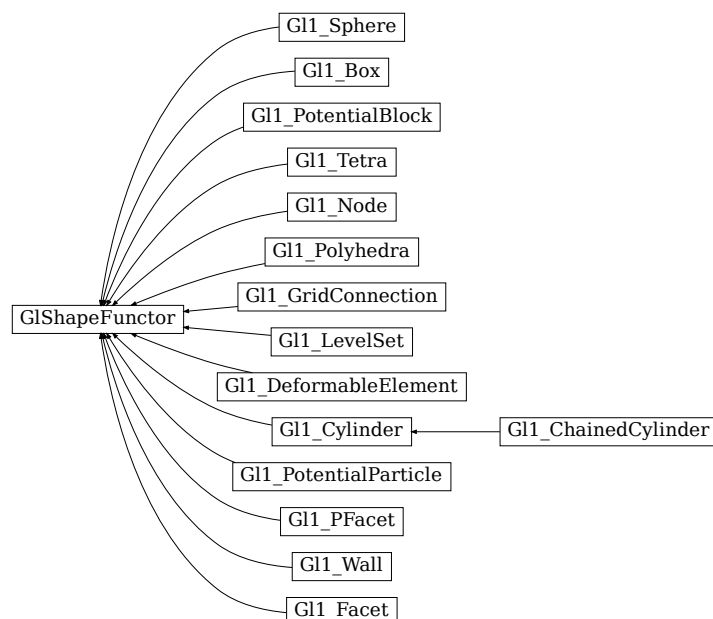 Gl1_Sphere
Gl1_Box
Gl1_PotentialBlock
Gl1_Tetra
Gl1_Node
Gl1_Polyhedra
Gl1_GridConnection
GlShapeFunctor
Gl1_LevelSet
Gl1_DeformableElement
Gl1_Cylinder
Gl1_ChainedCylinder
Gl1_PotentialParticle
Gl1_PFacet
Gl1_Wall
Gl1_Facet